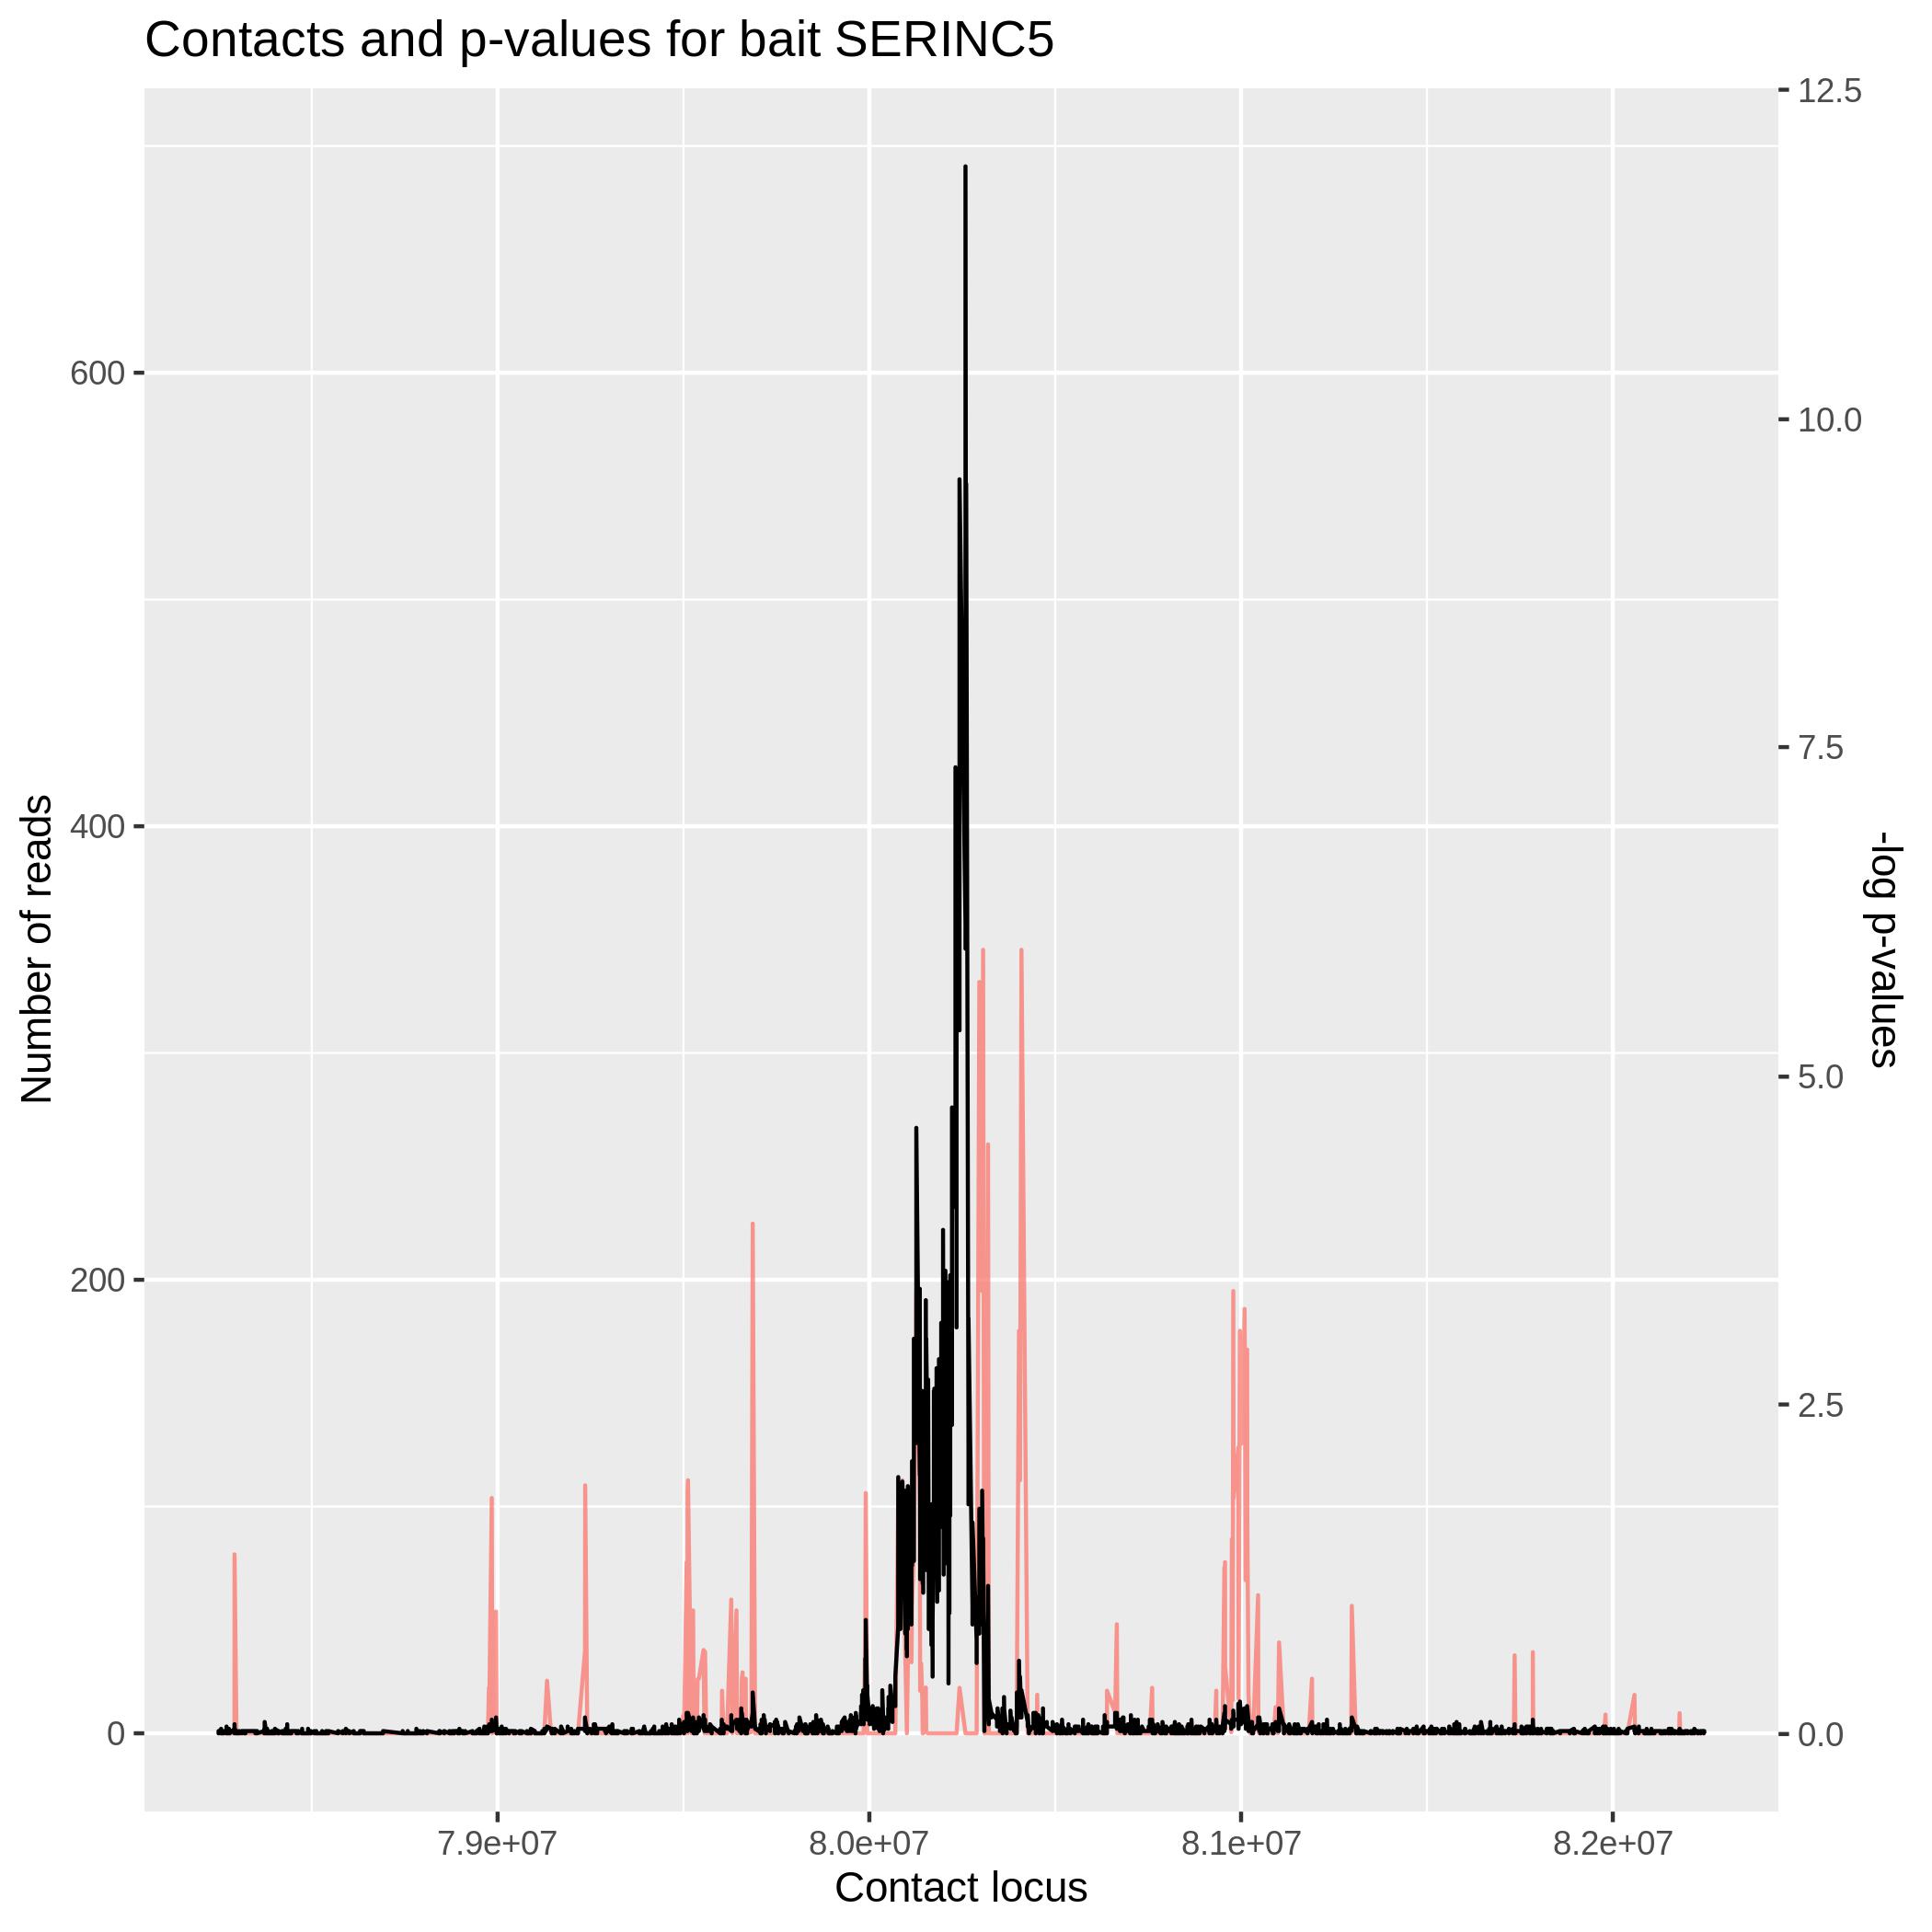 Contacts and p-values for bait SERINC5
12.5
10.0
7.5
5.0
2.5
0.0
-log p-values
600
400
200
0
Number of reads
7.9e+07
8.0e+07
8.1e+07
8.2e+07
Contact locus